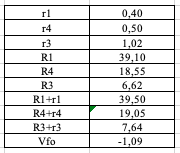 r1 0,40
r4 0,50
r3 1,02
R1 39,10
R4 18,55
R3 6,62
R1+r1 39,50
R4+r4 19,05
R3+r3 7,64
Vfo -1,09